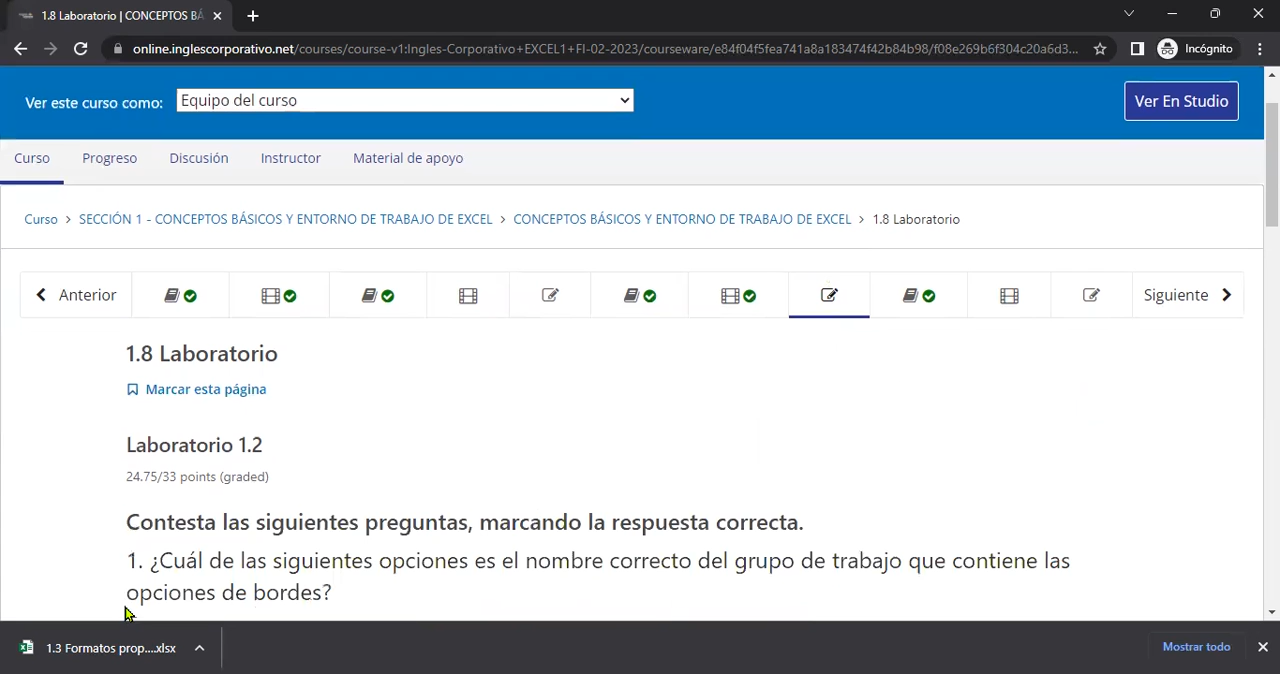 1.8 Laboratorio | CONCEPTOS BÁ
online.inglescorporativo.net/courses/course-v1:Ingles-Corporativo+EXCEL1+FI-02-2023/courseware/e84f04f5fea741a8a183474f42b84b98/f08e269b6f304c20a6d3...
Incógnito
Ver este curso como:
Equipo del curso
Ver En Studio
Curso
Progreso
Discusión
Instructor
Material de apoyo
Curso > SECCIÓN 1 - CONCEPTOS BÁSICOS Y ENTORNO DE TRABAJO DE EXCEL > CONCEPTOS BÁSICOS Y ENTORNO DE TRABAJO DE EXCEL > 1.8 Laboratorio
Anterior
Siguiente
1.8 Laboratorio
Marcar esta página
Laboratorio 1.2
24.75/33 points (graded)
Contesta las siguientes preguntas, marcando la respuesta correcta.
1. ¿Cuál de las siguientes opciones es el nombre correcto del grupo de trabajo que contiene las
opciones de bordes?
1.3 Formatos prop....xlsx
Mostrar todo